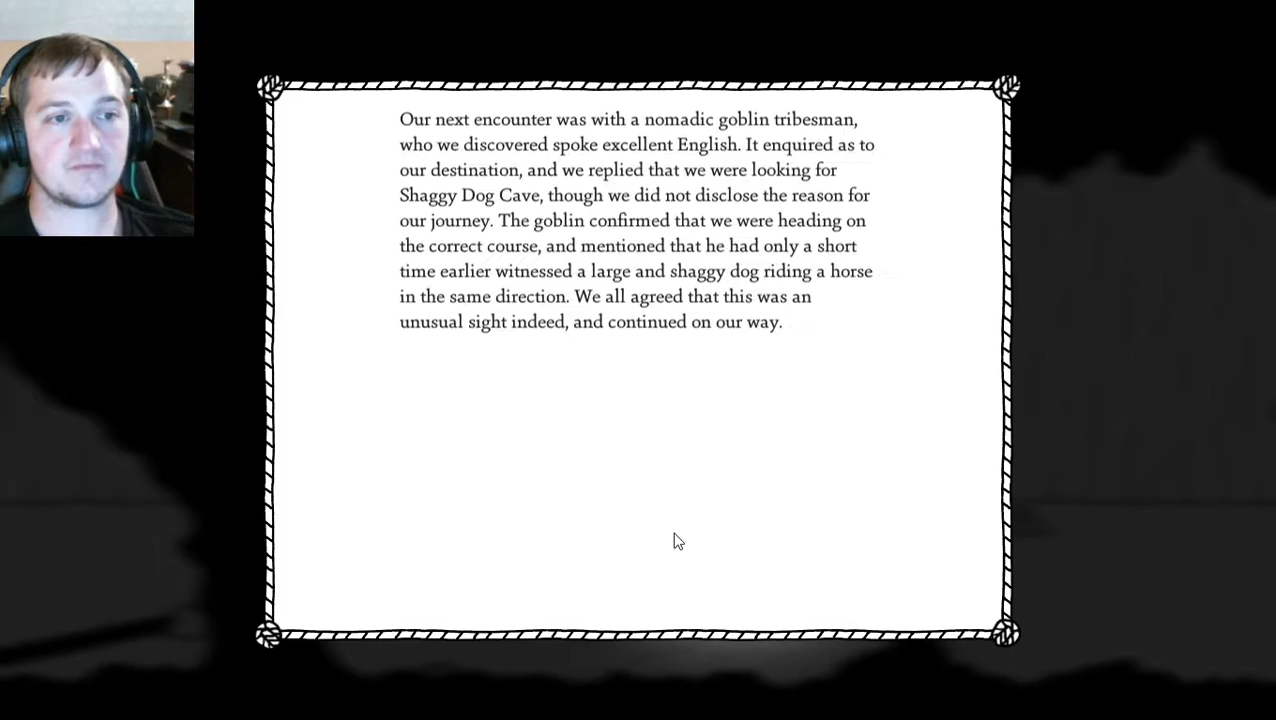 Our next encounter was with a nomadic goblin tribesman,
who we discovered spoke excellent English. It enquired as to
our destination, and we replied that we were looking for
Shaggy Dog Cave, though we did not disclose the reason for
our journey. The goblin confirmed that we were heading on
the correct course, and mentioned that he had only a short
time earlier witnessed a large and shaggy dog riding a horse
in the same direction. We all agreed that this was an
unusual sight indeed, and continued on our way.